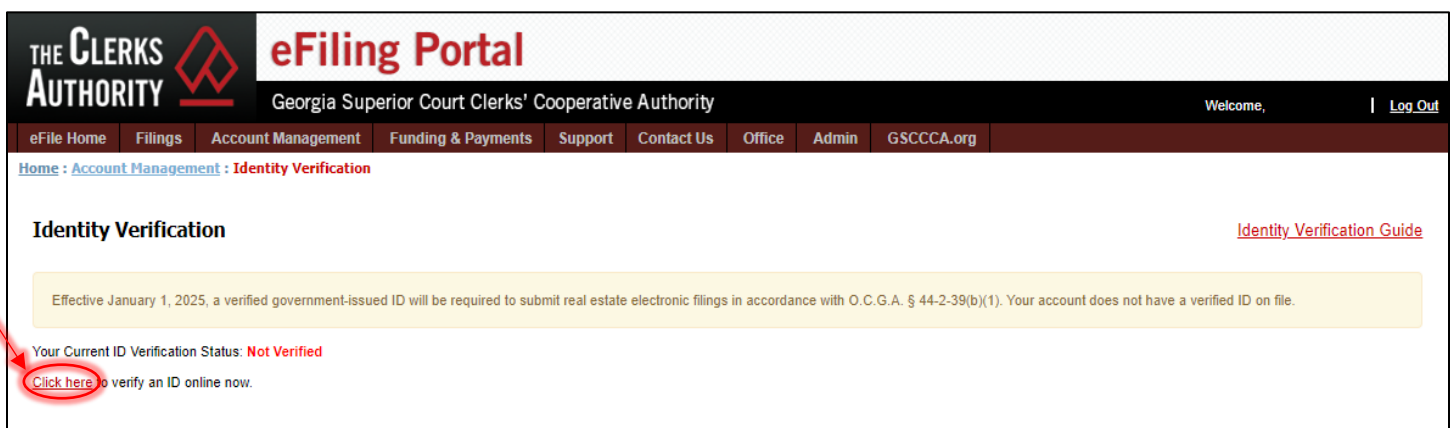 THE CLERKS
AUTHORITY
eFiling Portal
Georgia Superior Court Clerks' Cooperative Authority
Welcome, | Log Out
eFile Home Filings Account Management Funding & Payments Support Contact Us Office Admin GSCCCA.org
Home : Account Management : Identity Verification
Identity Verification
Identity Verification Guide
Effective January 1, 2025, a verified government-issued ID will be required to submit real estate electronic filings in accordance with O.C.G.A. § 44-2-39(b)(1). Your account does not have a verified ID on file.
Your Current ID Verification Status: Not Verified
Click here to verify an ID online now.